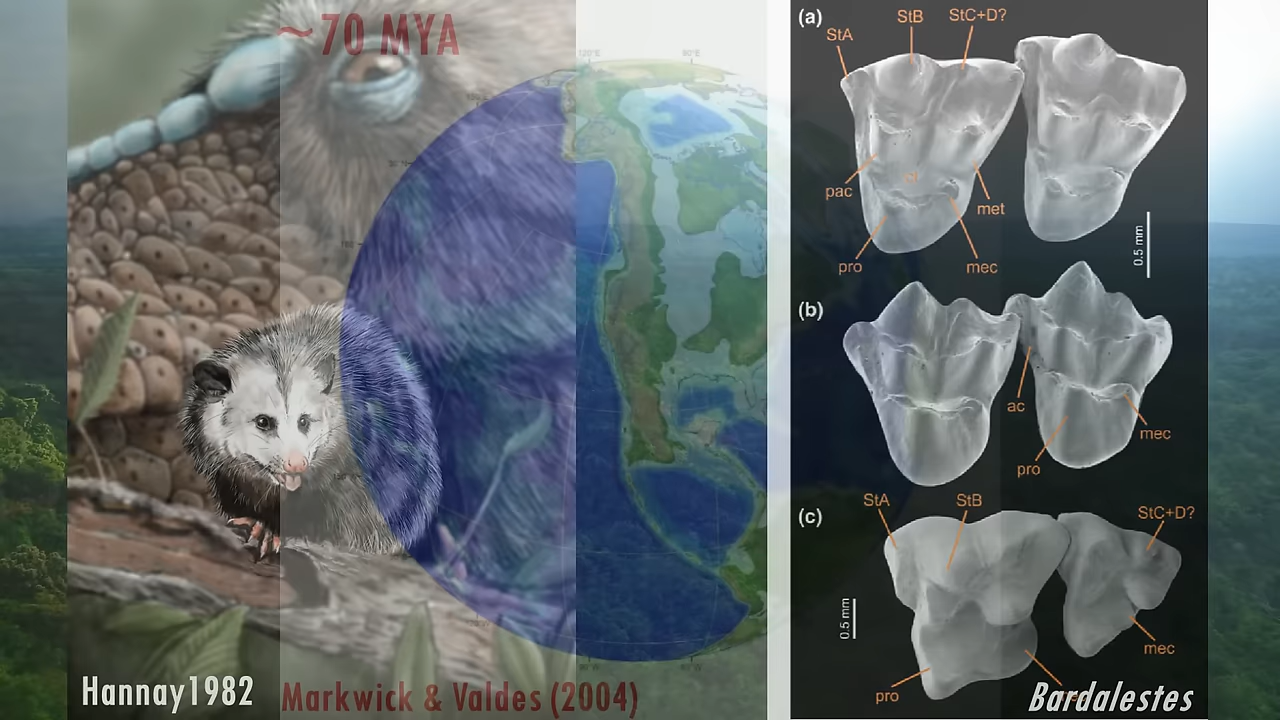 ~70 MYA
(a)
StA
StB
StC+D?
pac
met
pro
mec
0.5 mm
(b)
ac
mec
pro
(c)
StA
StB
StC+D?
0.5 mm
mec
pro
Hannay1982
Markwick & Valdes (2004)
Bardalestes